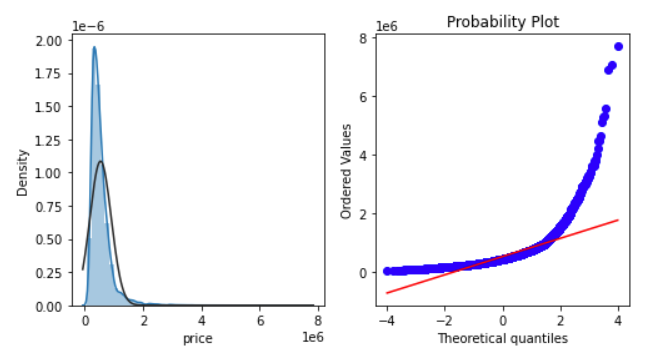 1e−6
2.00
1.75
1.50
1.25
1.00
0.75
0.50
0.25
0.00
Density
0 2 4 6 8
price 1e6
1e6 Probability Plot
8
6
4
2
0
Ordered Values
−4 −2 0 2 4
Theoretical quantiles